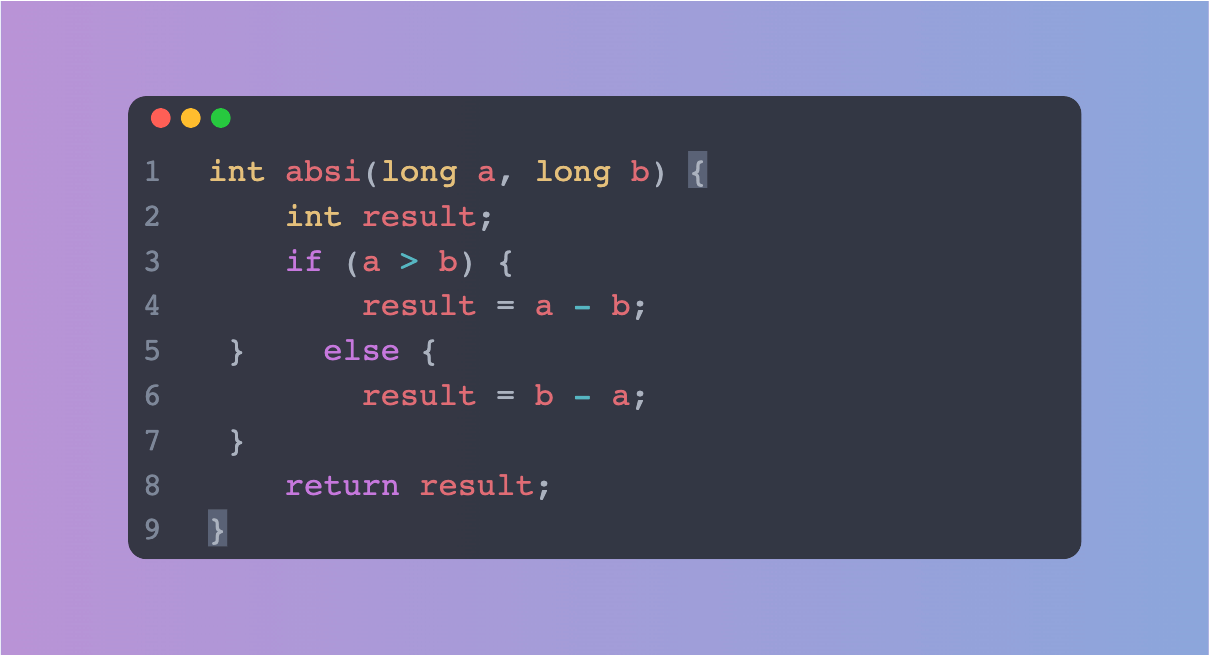 1 int absi(long a, long b) {
2     int result;
3     if (a > b) {
4         result = a - b;
5  }    else {
6         result = b - a;
7  }
8     return result;
9 }